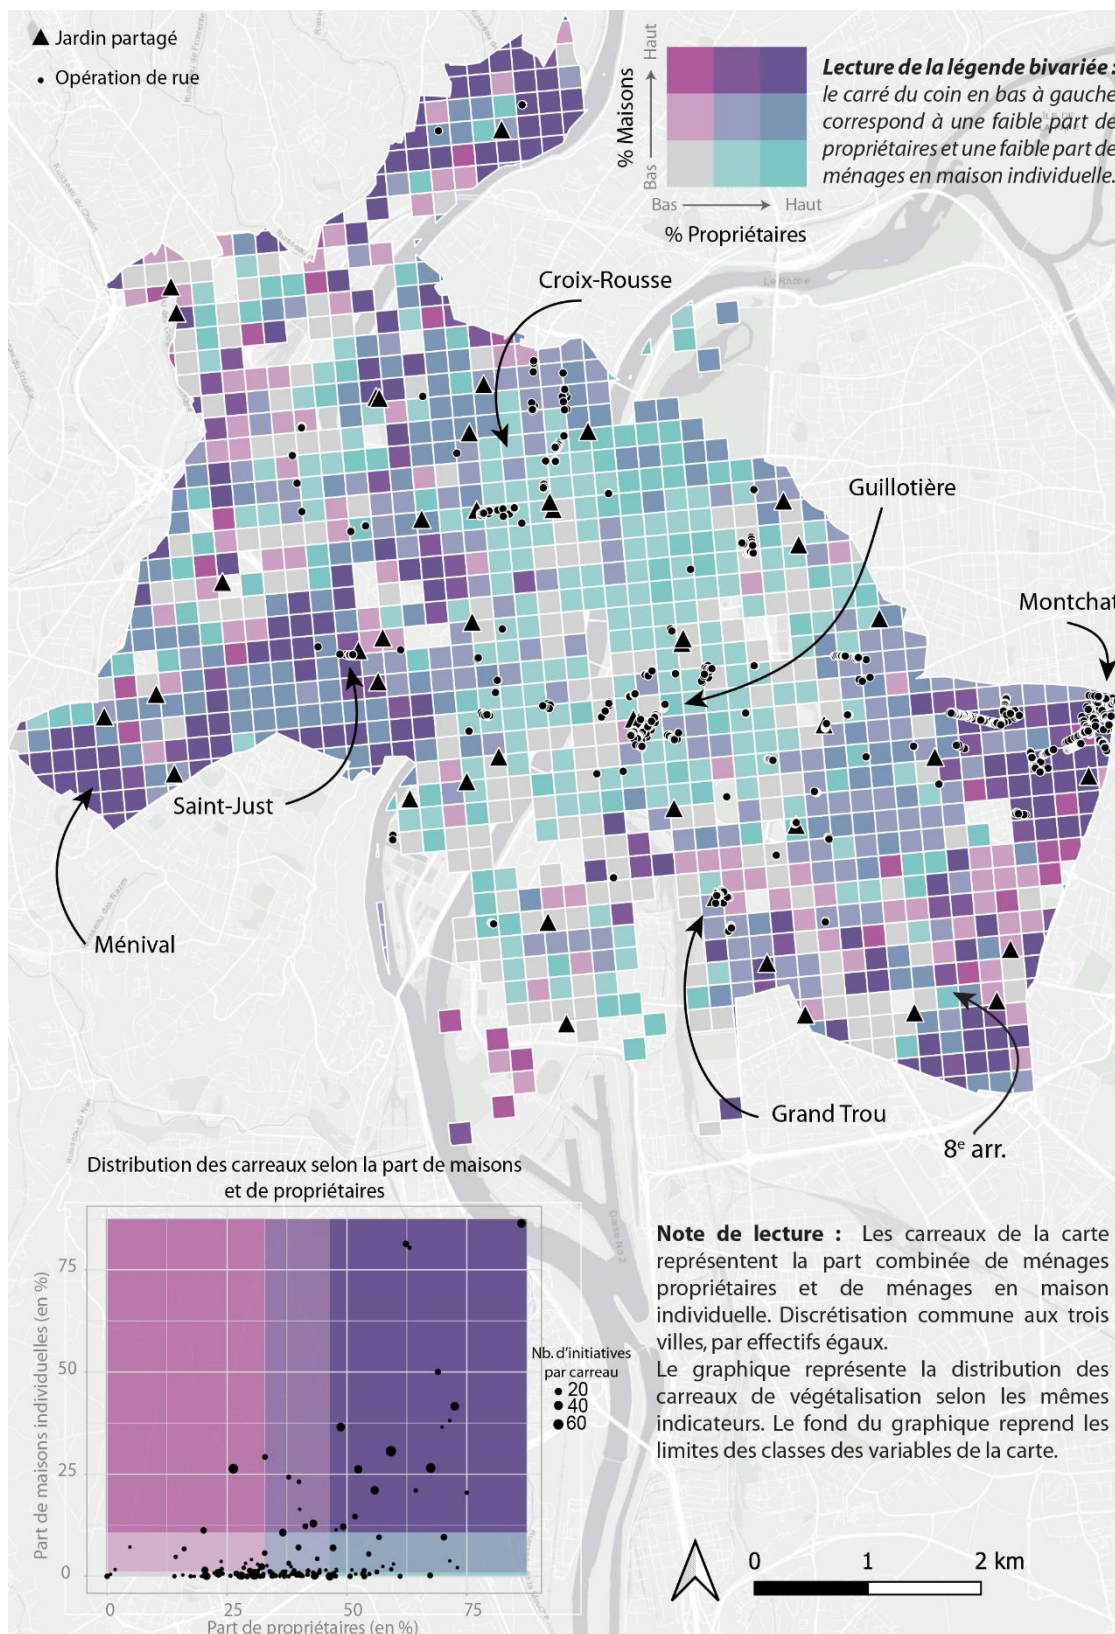 Jardin partagé
Opération de rue
% Maisons
Bas
Haut
Bas
Haut
% Propriétaires
Lecture de la légende bivariée :
le carré du coin en bas à gauche
correspond à une faible part de
propriétaires et une faible part de
ménages en maison individuelle.
Le Rhône
Croix-Rousse
Guillotière
Montchat
Saint-Just
Ménival
Grand Trou
8e arr.
Darse No 2
Distribution des carreaux selon la part de maisons
et de propriétaires
Part de maisons individuelles (en %)
75
50
25
0
0
25
50
75
Part de propriétaires (en %)
Nb. d'initiatives
par carreau
20
40
60
Note de lecture : Les carreaux de la carte
représentent la part combinée de ménages
propriétaires et de ménages en maison
individuelle. Discrétisation commune aux trois
villes, par effectifs égaux.
Le graphique représente la distribution des
carreaux de végétalisation selon les mêmes
indicateurs. Le fond du graphique reprend les
limites des classes des variables de la carte.
0
1
2 km